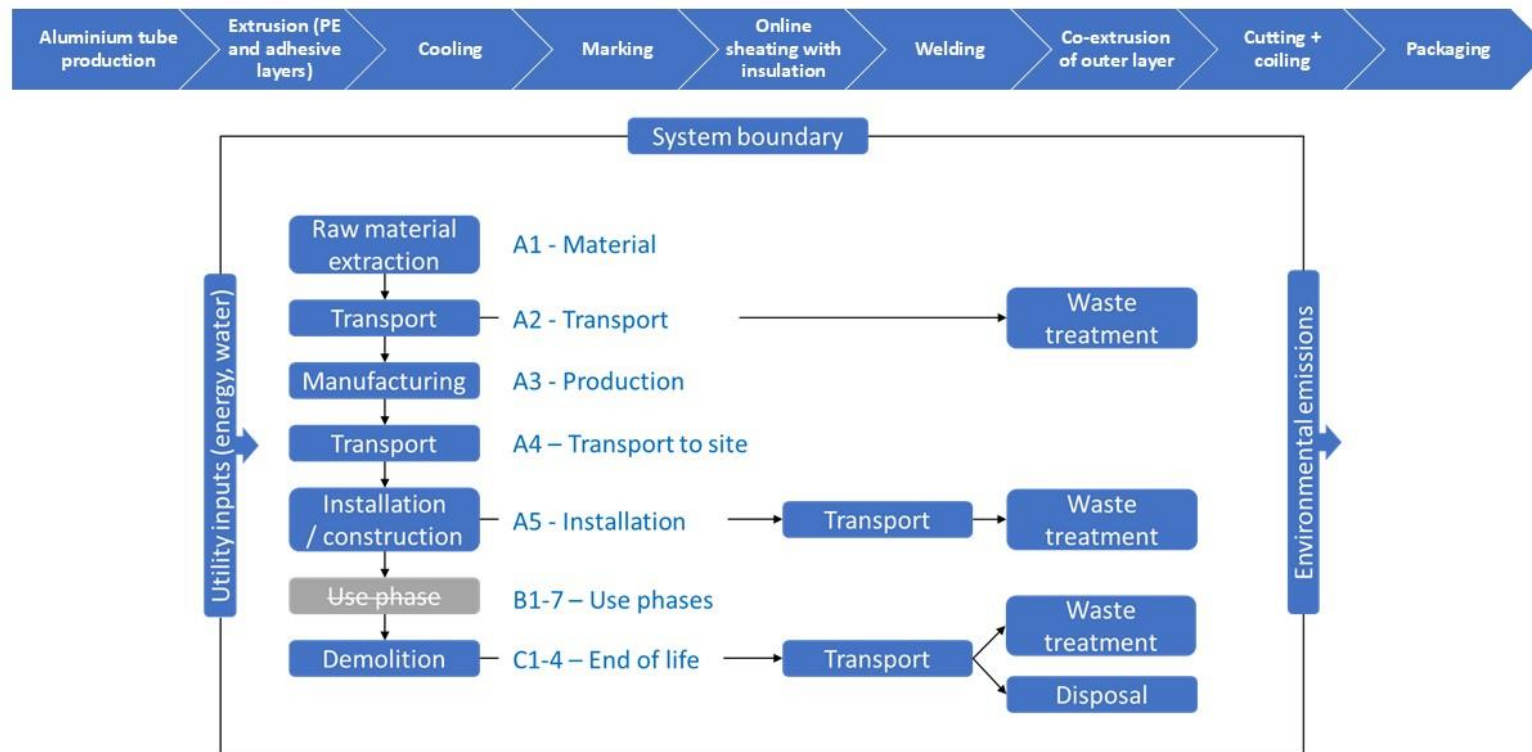 Aluminium tube
production
Extrusion (PE
and adhesive
layers)
Cooling
Marking
Online
sheating with
insulation
Welding
Co-extrusion
of outer layer
Cutting +
coiling
Packaging
System boundary
Utility inputs (energy, water)
Raw material
extraction
A1 - Material
Transport
A2 - Transport
Waste
treatment
Manufacturing
A3 - Production
Transport
A4 – Transport to site
Installation
/ construction
A5 - Installation
Transport
Waste
treatment
Use phase
B1-7 – Use phases
Demolition
C1-4 – End of life
Transport
Waste
treatment
Disposal
Environmental emissions